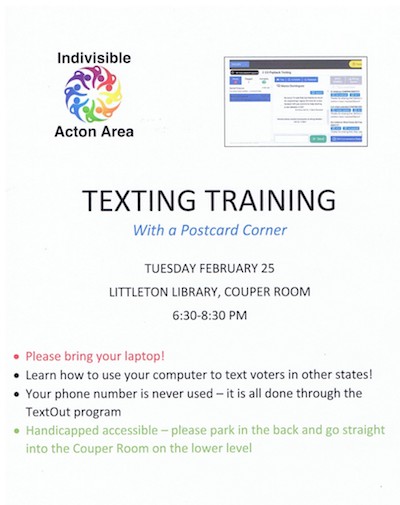 Indivisible
Acton Area
TEXTING TRAINING
With a Postcard Corner
TUESDAY FEBRUARY 25
LITTLETON LIBRARY, COUPER ROOM
6:30-8:30 PM
• Please bring your laptop!
• Learn how to use your computer to text voters in other states!
• Your phone number is never used – it is all done through the
TextOut program
• Handicapped accessible – please park in the back and go straight
into the Couper Room on the lower level